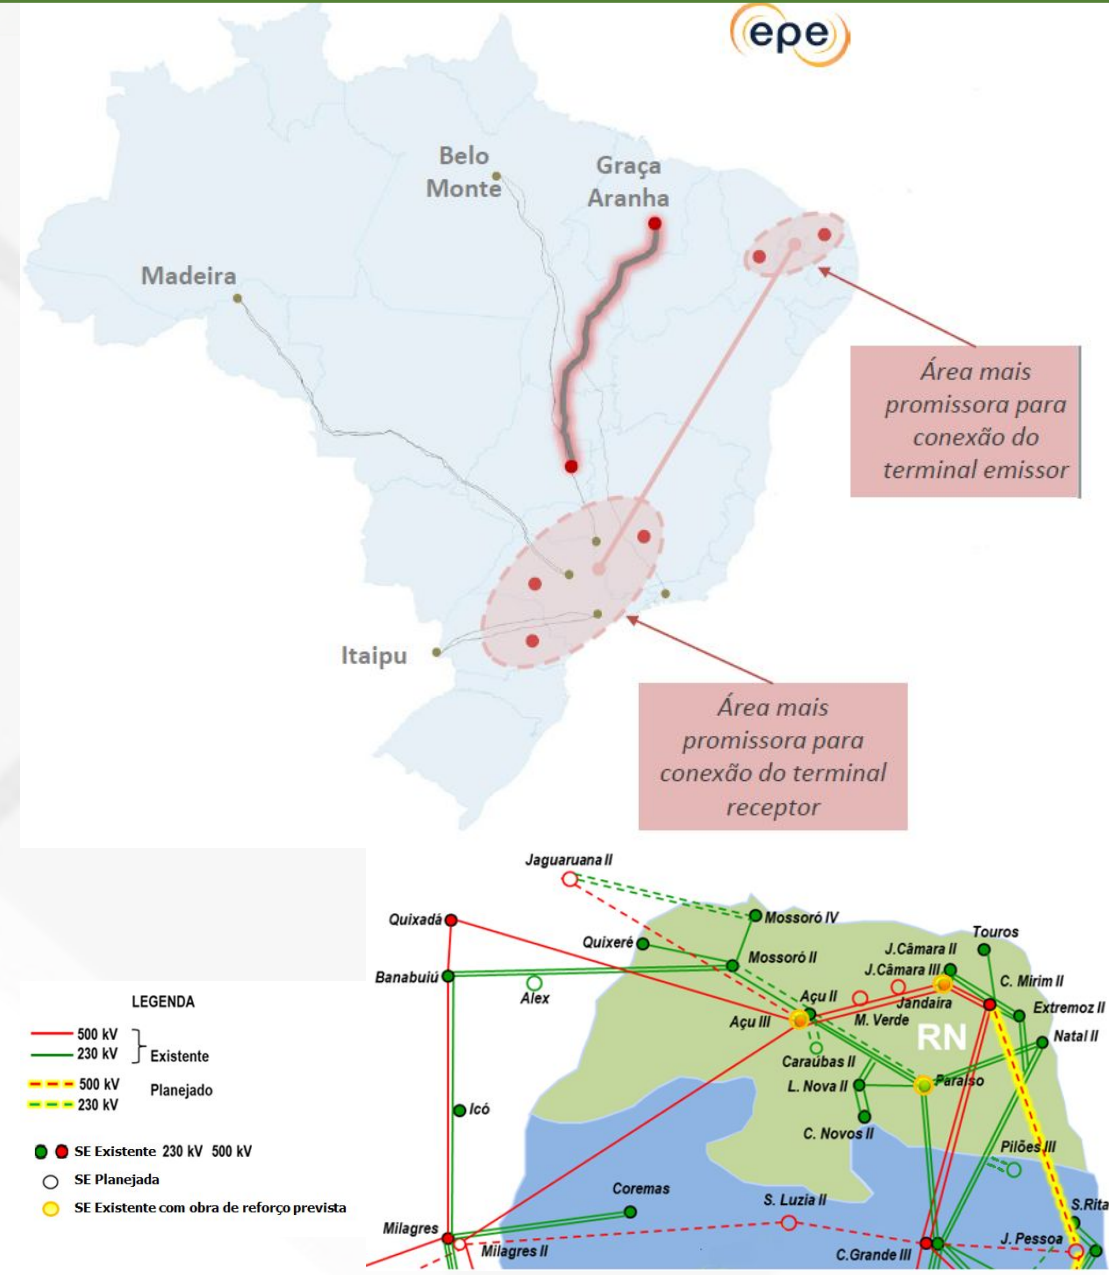 epe
Belo
Monte
Graça
Aranha
Madeira
Área mais
promissora para
conexão do
terminal emissor
Itaipu
Área mais
promissora para
conexão do terminal
receptor
Jaguaruana II
Quixadá
Mossoró IV
Quixeré
Touros
Mossoró II
J.Câmara II
J.Câmara III
Banabuiú
C. Mirim II
Alex
Açu II
Jandaíra
Extremoz II
Açu III
M. Verde
RN
Natal II
Caraúbas II
L. Nova II
Paraíso
C. Novos II
Icó
Pilões III
Coremas
S. Luzia II
S.Rita
Milagres
Milagres II
C.Grande III
J. Pessoa
LEGENDA
500 kV
230 kV
Existente
500 kV
230 kV
Planejado
SE Existente 230 kV 500 kV
SE Planejada
SE Existente com obra de reforço prevista